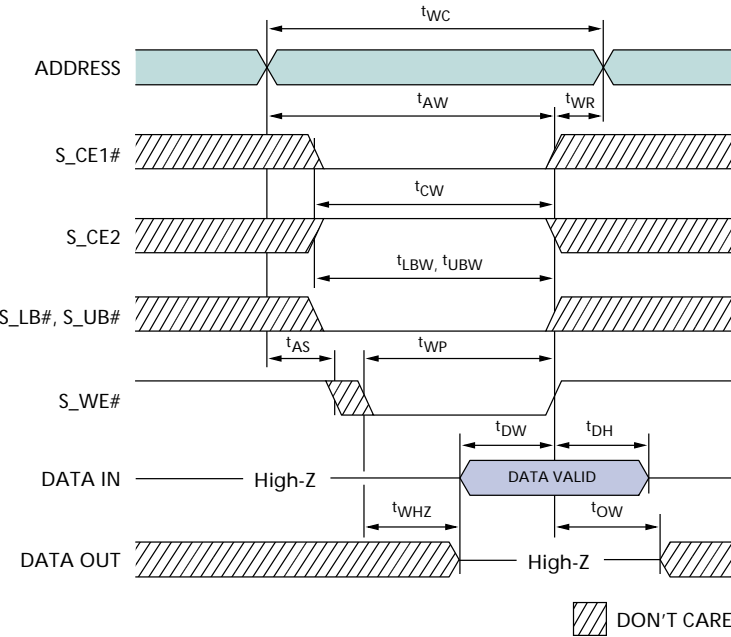 tWC
ADDRESS
tAW
tWR
S_CE1#
tCW
S_CE2
tLBW, tUBW
S_LB#, S_UB#
tAS
tWP
S_WE#
tDW
tDH
DATA IN
High-Z
DATA VALID
tWHZ
tOW
DATA OUT
High-Z
DON'T CARE